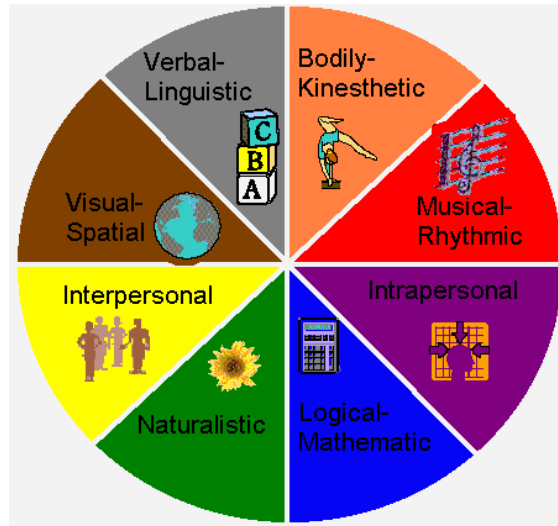 Verbal-
Linguistic
Bodily-
Kinesthetic
C
B
A
Visual-
Spatial
Musical-
Rhythmic
Interpersonal
Intrapersonal
Naturalistic
Logical-
Mathematic